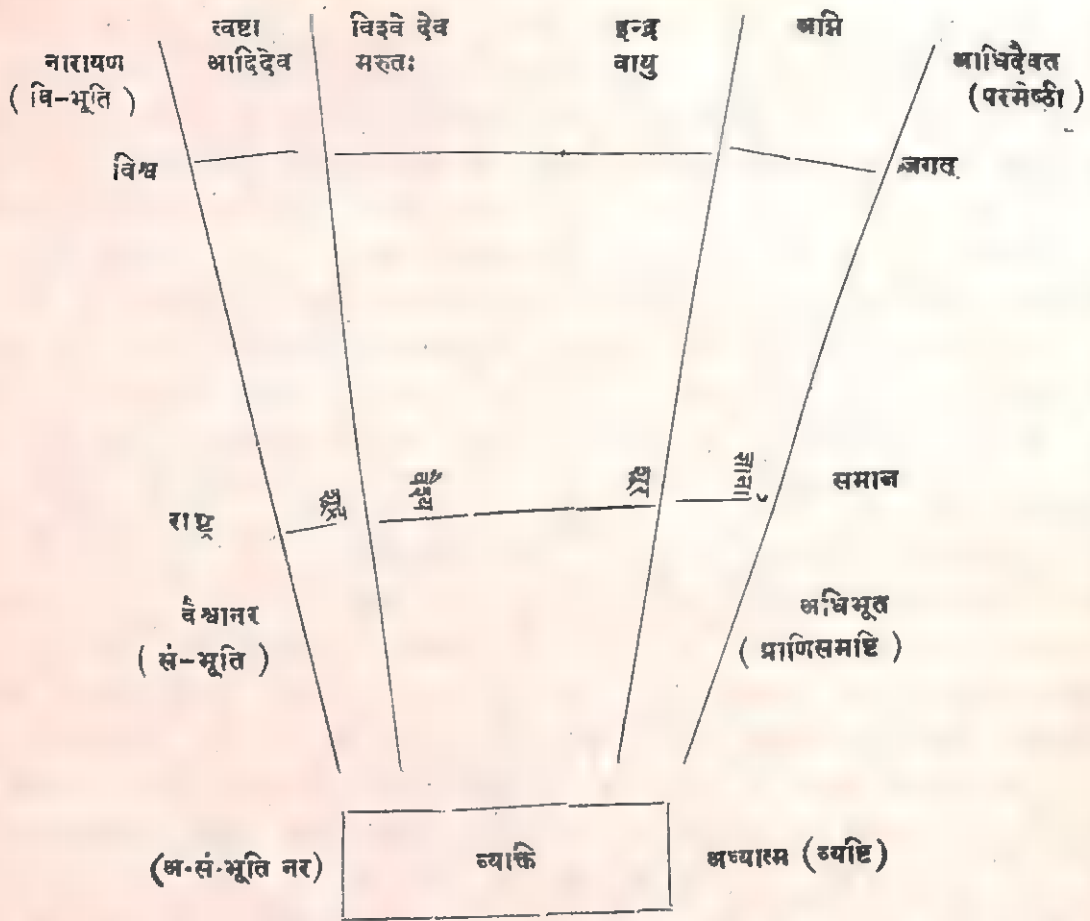 त्वष्टा
आदिदेव
विश्वे देव
मरुतः
इन्द्र
वायु
अग्नि
नारायण
(वि-भूति)
आधिदैवत
(परमेष्ठी)
विश्व
जगत्
शूद्र
वैश्य
शूर
ज्ञानी
राष्ट्र
समाज
वैश्वानर
(सं-भूति)
अधिभूत
(प्राणिसमष्टि)
(अ-सं-भूति नर)
व्यक्ति
अध्यात्म (व्यष्टि)